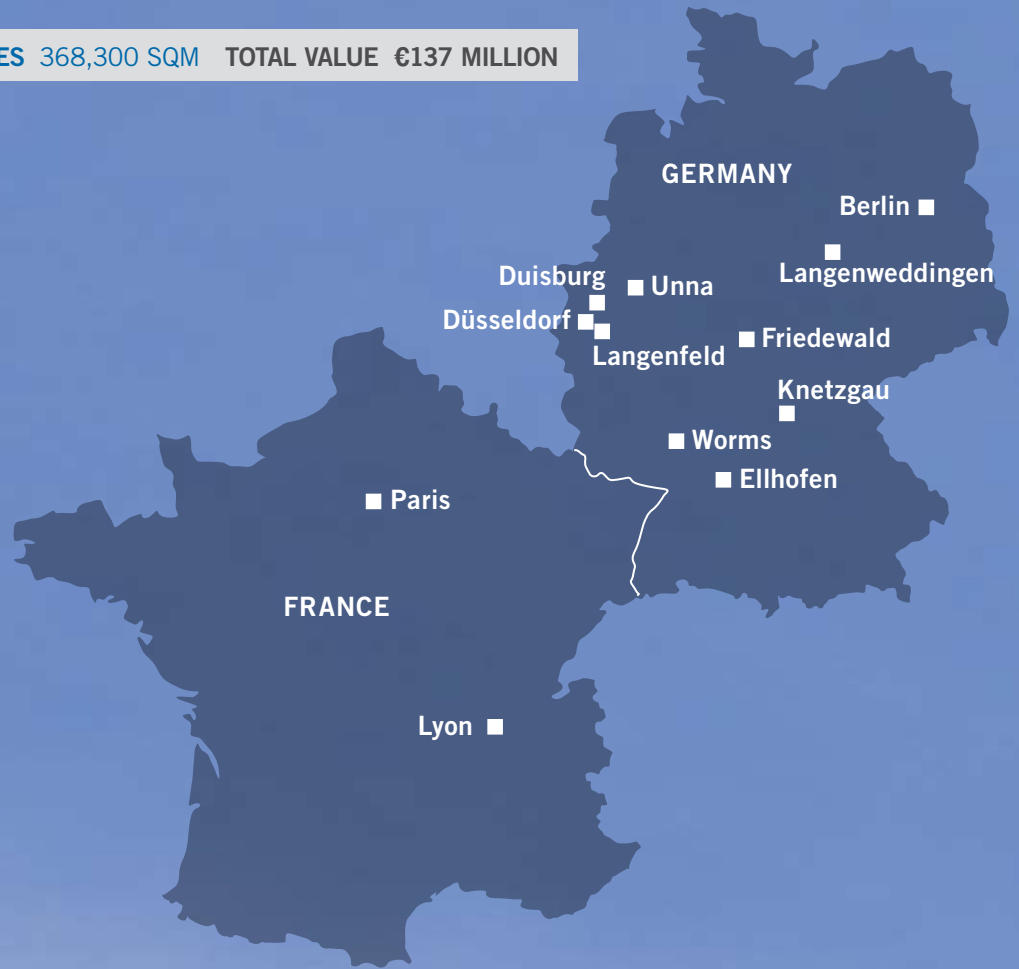 368,300 SQM TOTAL VALUE €137 MILLION
GERMANY
Berlin
Langenweddingen
Duisburg
Unna
Düsseldorf
Langenfeld
Friedewald
Knetzgau
Worms
Ellhofen
Paris
FRANCE
Lyon